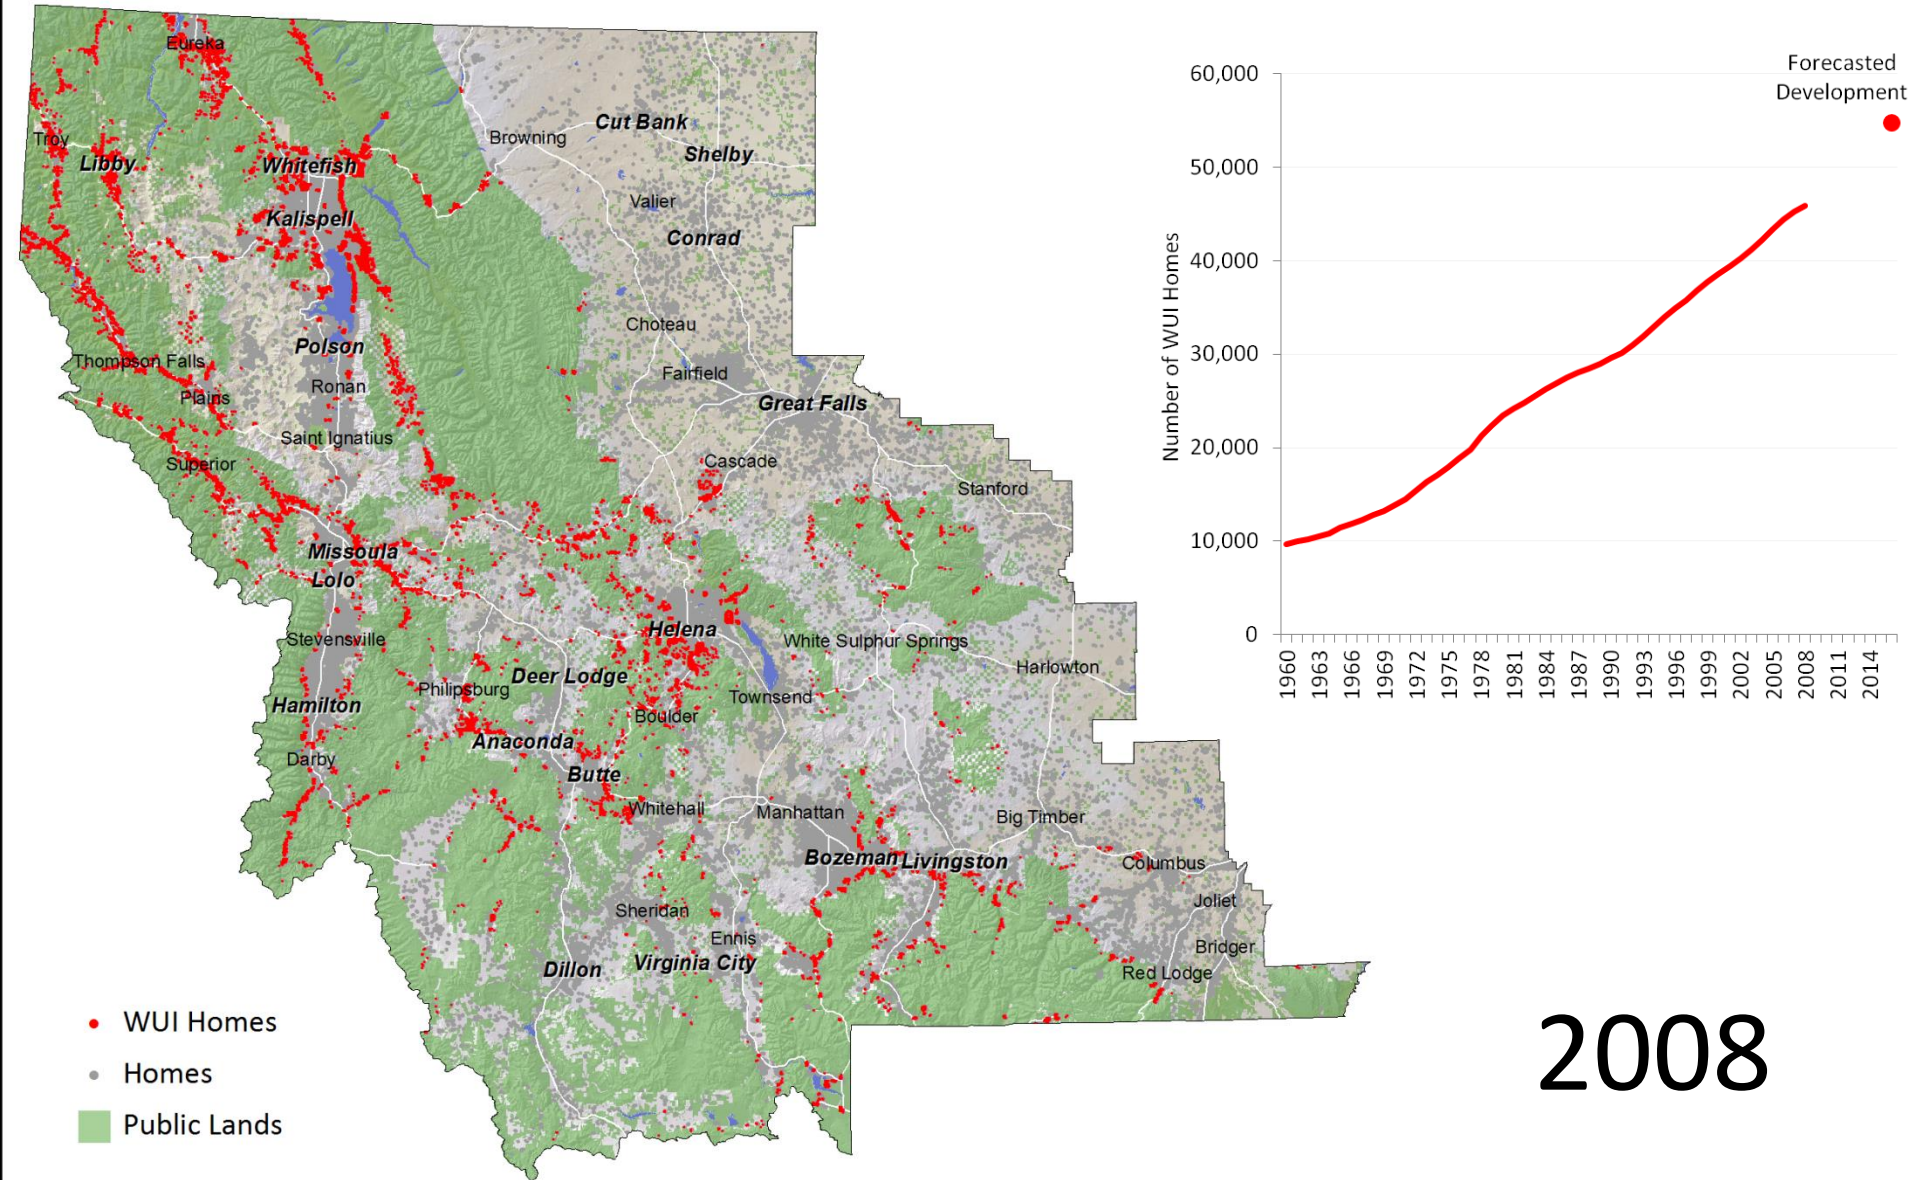 Eureka
Troy
Libby
Whitefish
Kalispell
Browning
Cut Bank
Shelby
Valier
Conrad
Choteau
Fairfield
Great Falls
Polson
Thompson Falls
Ronan
Plains
Saint Ignatius
Superior
Cascade
Stanford
Missoula
Lolo
Stevensville
Helena
White Sulphur Springs
Harlowton
Deer Lodge
Philipsburg
Hamilton
Townsend
Boulder
Anaconda
Darby
Butte
Whitehall
Manhattan
Big Timber
Bozeman
Livingston
Columbus
Joliet
Sheridan
Ennis
Bridger
Dillon
Virginia City
Red Lodge
WUI Homes
Homes
Public Lands
Forecasted
Development
Number of WUI Homes
60,000
50,000
40,000
30,000
20,000
10,000
0
1960
1963
1966
1969
1972
1975
1978
1981
1984
1987
1990
1993
1996
1999
2002
2005
2008
2011
2014
2008